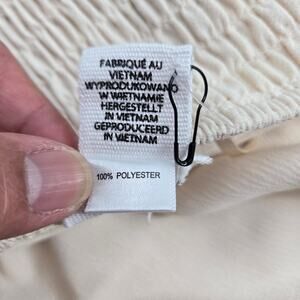 FABRIQUÉ AU
VIETNAM
WYPRODUKOWANO
W WIETNAMIE
HERGESTELLT
IN VIETNAM
GEPRODUCEERD
IN VIETNAM
100% POLYESTER